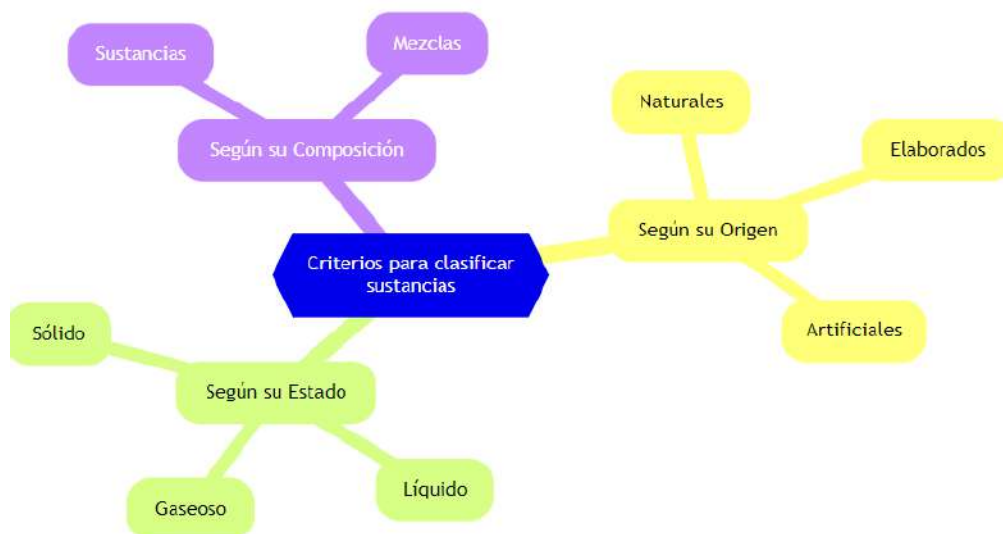 Mezclas
Sustancias
Naturales
Según su Composición
Elaborados
Según su Origen
Criterios para clasificar
sustancias
Artificiales
Sólido
Según su Estado
Líquido
Gaseoso